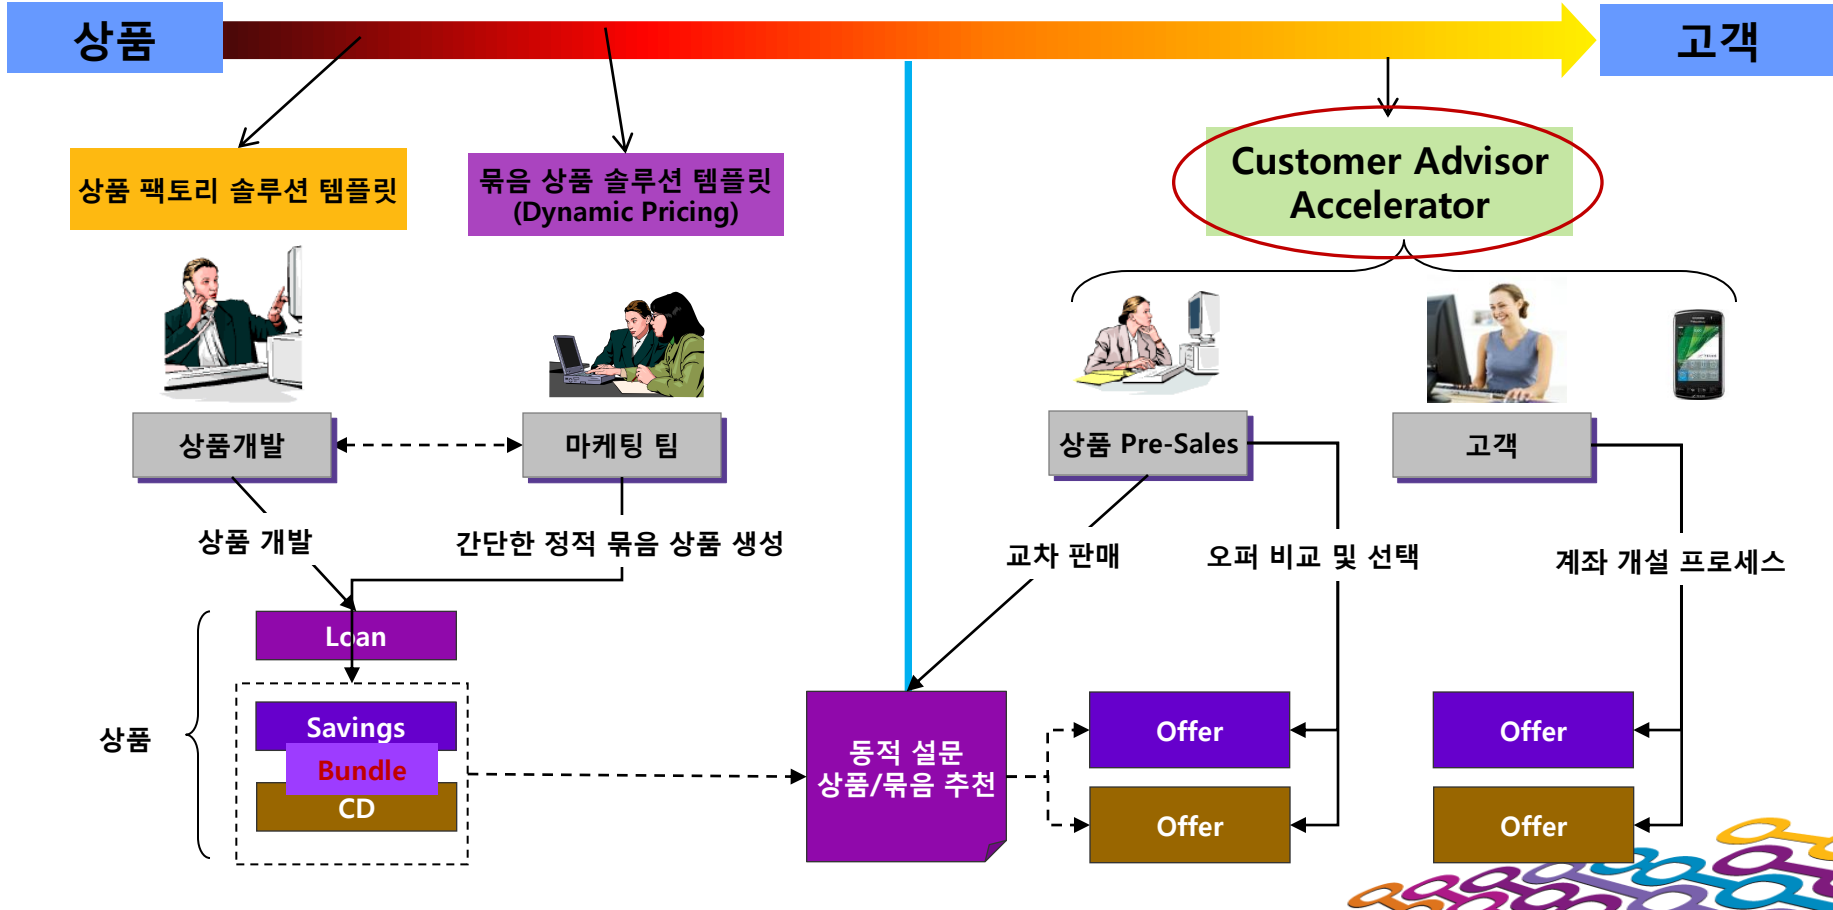 상품
고객
상품 팩토리 솔루션 템플릿
묶음 상품 솔루션 템플릿
(Dynamic Pricing)
Customer Advisor
Accelerator
상품개발
마케팅 팀
상품 Pre-Sales
고객
상품 개발
간단한 정적 묶음 상품 생성
교차 판매
오퍼 비교 및 선택
계좌 개설 프로세스
상품
Loan
Savings
Bundle
CD
동적 설문
상품/묶음 추천
Offer
Offer
Offer
Offer